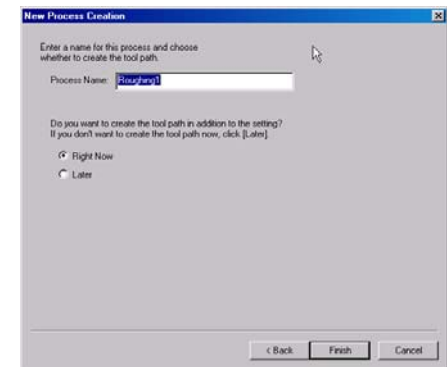 New Process Creation
Enter a name for this process and choose
whether to create the tool path.
Process Name: Roughing1
Do you want to create the tool path in addition to the setting?
If you don't want to create the tool path now, click [Later].
Right Now
Later
< Back Finish Cancel